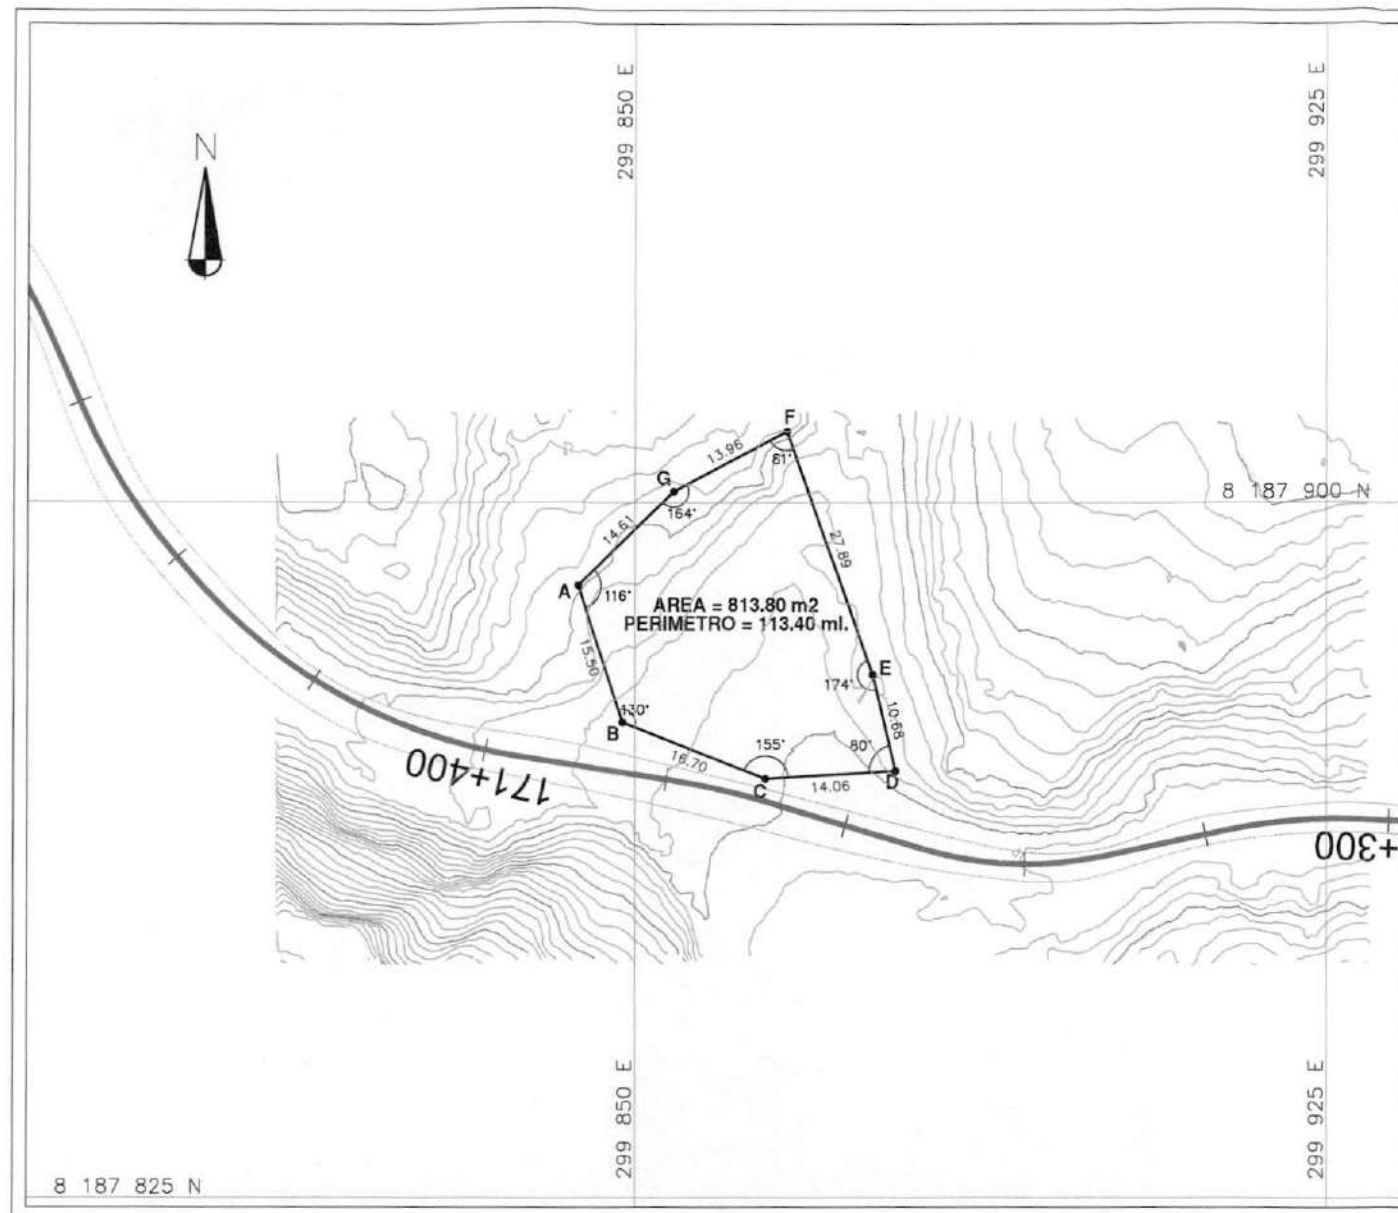 299 850 E
299 925 E
N
F
13.96
81°
G
164°
8 187 900 N
14.61
27.89
A
116°
AREA = 813.80 m2
PERIMETRO = 113.40 ml.
15.50
E
174°
10.68
130°
B
155°
80°
16.70
D
C
14.06
171+400
+300
299 850 E
299 925 E
8 187 825 N